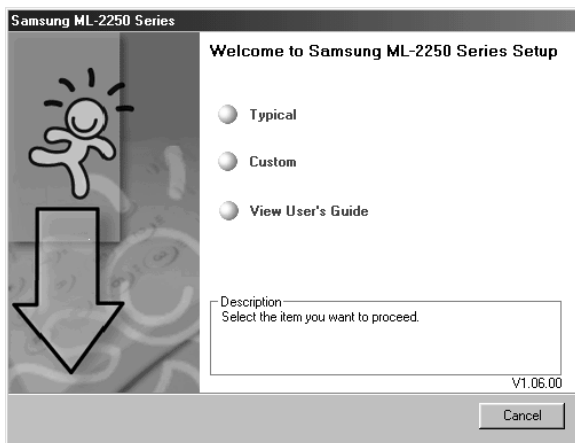 Samsung ML-2250 Series
Welcome to Samsung ML-2250 Series Setup
Typical
Custom
View User's Guide
Description
Select the item you want to proceed.
V1.06.00
Cancel